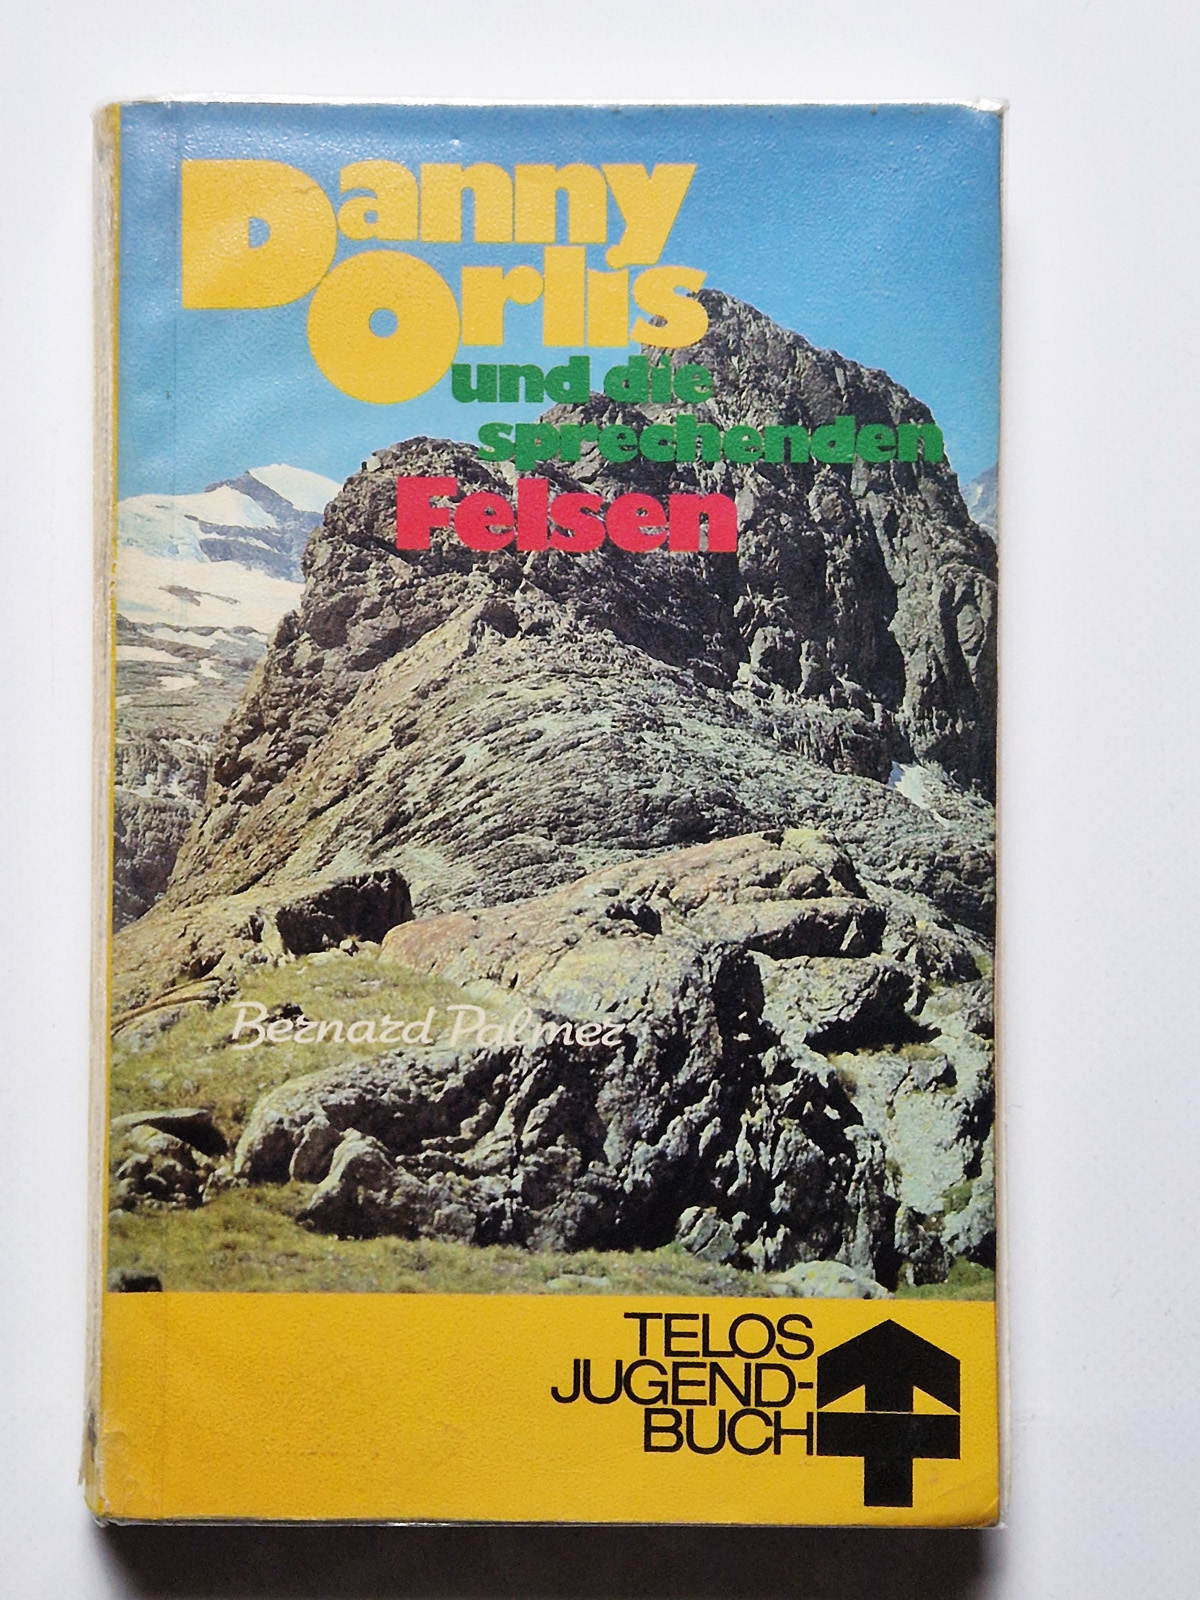 Danny
Orlis
und die
sprechenden
Felsen
Bernard Palmer
TELOS
JUGEND-
BUCH